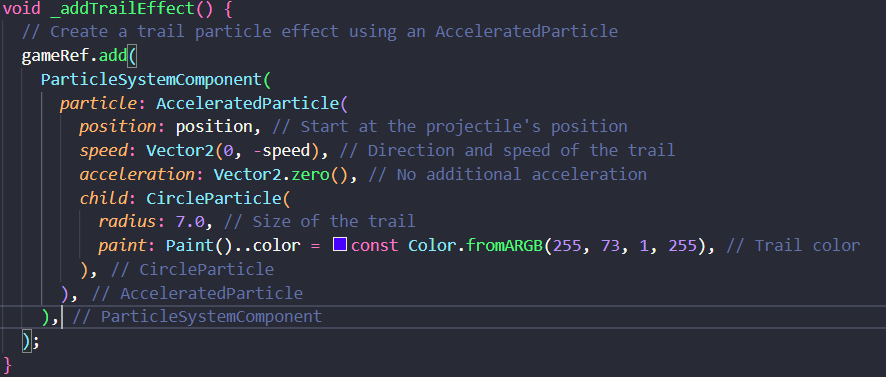 void _addTrailEffect() {
  // Create a trail particle effect using an AcceleratedParticle
  gameRef.add(
    ParticleSystemComponent(
      particle: AcceleratedParticle(
        position: position, // Start at the projectile's position
        speed: Vector2(0, -speed), // Direction and speed of the trail
        acceleration: Vector2.zero(), // No additional acceleration
        child: CircleParticle(
          radius: 7.0, // Size of the trail
          paint: Paint()..color = const Color.fromARGB(255, 73, 1, 255), // Trail color
        ), // CircleParticle
      ), // AcceleratedParticle
    ), // ParticleSystemComponent
  );
}